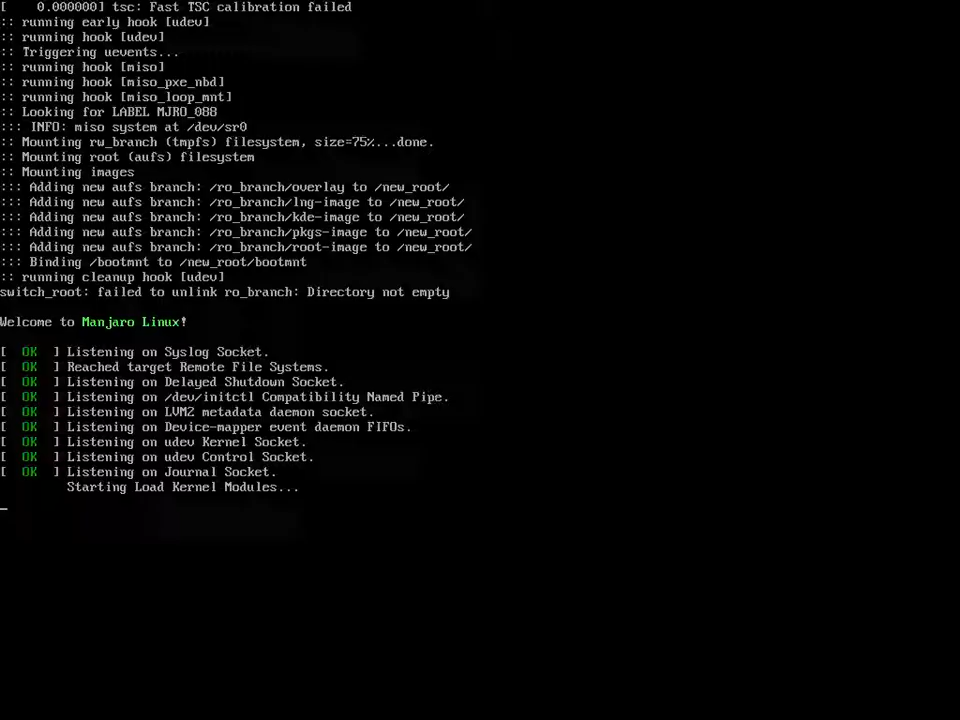 [    0.000000] tsc: Fast TSC calibration failed
:: running early hook [udev]
:: running hook [udev]
:: Triggering uevents...
:: running hook [miso]
:: running hook [miso_pxe_nbd]
:: running hook [miso_loop_mnt]
:: Looking for LABEL MJRO_088
::: INFO: miso system at /dev/sr0
:: Mounting rw_branch (tmpfs) filesystem, size=75%...done.
:: Mounting root (aufs) filesystem
:: Mounting images
::: Adding new aufs branch: /ro_branch/overlay to /new_root/
::: Adding new aufs branch: /ro_branch/lng-image to /new_root/
::: Adding new aufs branch: /ro_branch/kde-image to /new_root/
::: Adding new aufs branch: /ro_branch/pkgs-image to /new_root/
::: Adding new aufs branch: /ro_branch/root-image to /new_root/
::: Binding /bootmnt to /new_root/bootmnt
:: running cleanup hook [udev]
switch_root: failed to unlink ro_branch: Directory not empty
Welcome to Manjaro Linux!
[  OK  ] Listening on Syslog Socket.
[  OK  ] Reached target Remote File Systems.
[  OK  ] Listening on Delayed Shutdown Socket.
[  OK  ] Listening on /dev/initctl Compatibility Named Pipe.
[  OK  ] Listening on LVM2 metadata daemon socket.
[  OK  ] Listening on Device-mapper event daemon FIFOs.
[  OK  ] Listening on udev Kernel Socket.
[  OK  ] Listening on udev Control Socket.
[  OK  ] Listening on Journal Socket.
         Starting Load Kernel Modules...
_